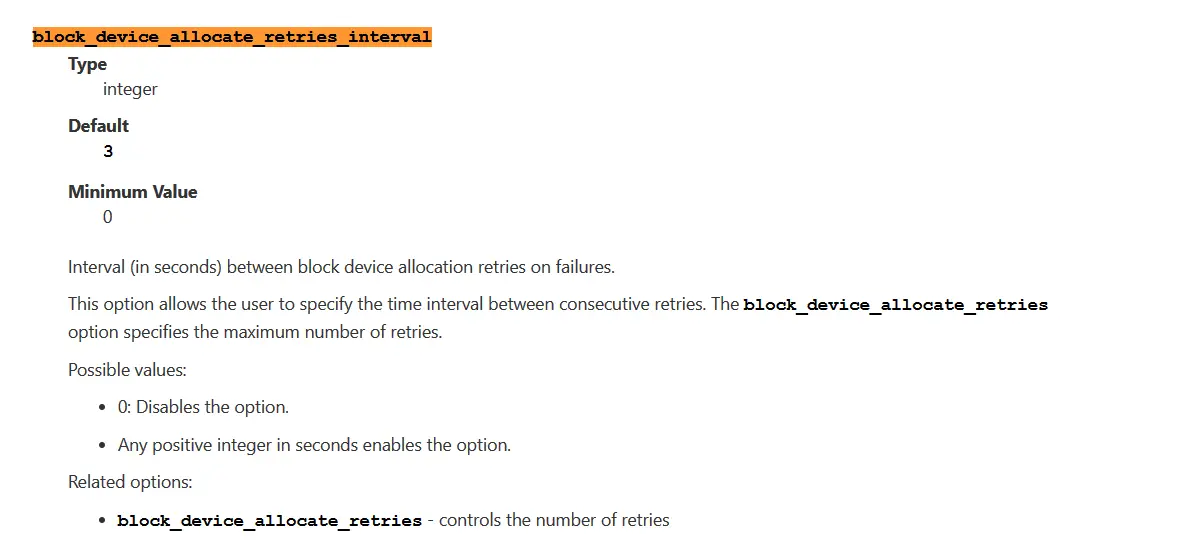 block_device_allocate_retries_interval
Type
integer
Default
3
Minimum Value
0
Interval (in seconds) between block device allocation retries on failures.
This option allows the user to specify the time interval between consecutive retries. The block_device_allocate_retries
option specifies the maximum number of retries.
Possible values:
• 0: Disables the option.
• Any positive integer in seconds enables the option.
Related options:
• block_device_allocate_retries - controls the number of retries